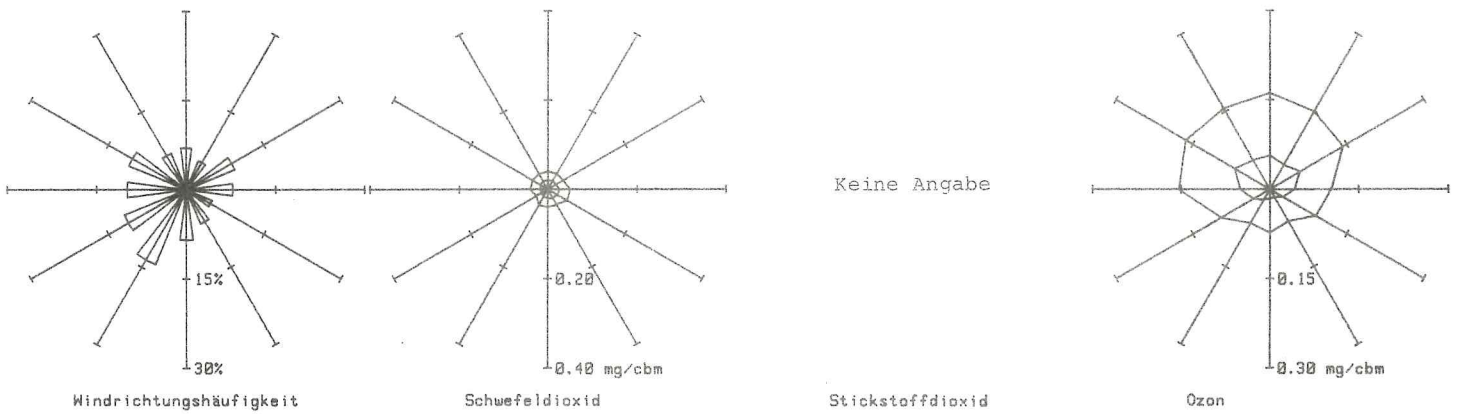 Keine Angabe
15%
0.20
0.15
30%
0.40 mg/cbm
0.30 mg/cbm
Windrichtungshäufigkeit
Schwefeldioxid
Stickstoffdioxid
Ozon